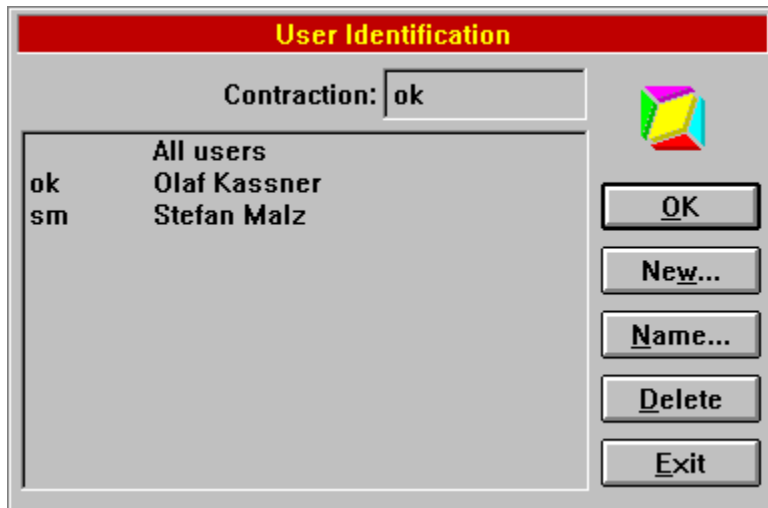 User Identification
Contraction: ok
All users
ok Olaf Kassner
sm Stefan Malz
OK
New...
Name...
Delete
Exit